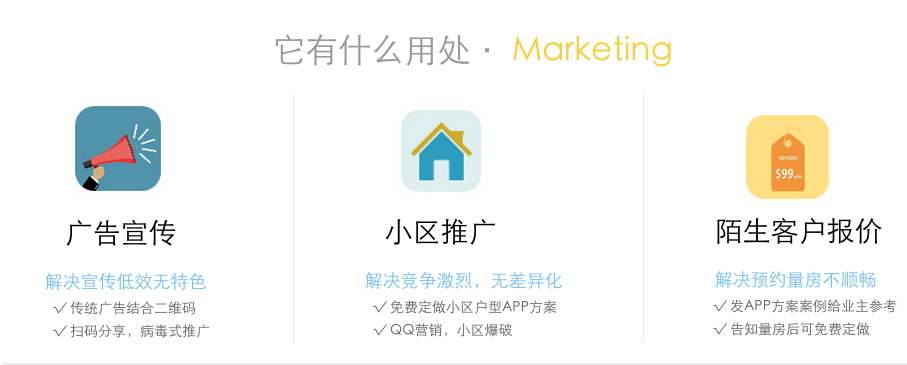 它有什么用处 · Marketing
广告宣传
解决宣传低效无特色
✓ 传统广告结合二维码
✓ 扫码分享，病毒式推广
小区推广
解决竞争激烈，无差异化
✓ 免费定做小区户型APP方案
✓ QQ营销，小区爆破
BUY NOW!
$99
陌生客户报价
解决预约量房不顺畅
✓ 发APP方案案例给业主参考
✓ 告知量房后可免费定做